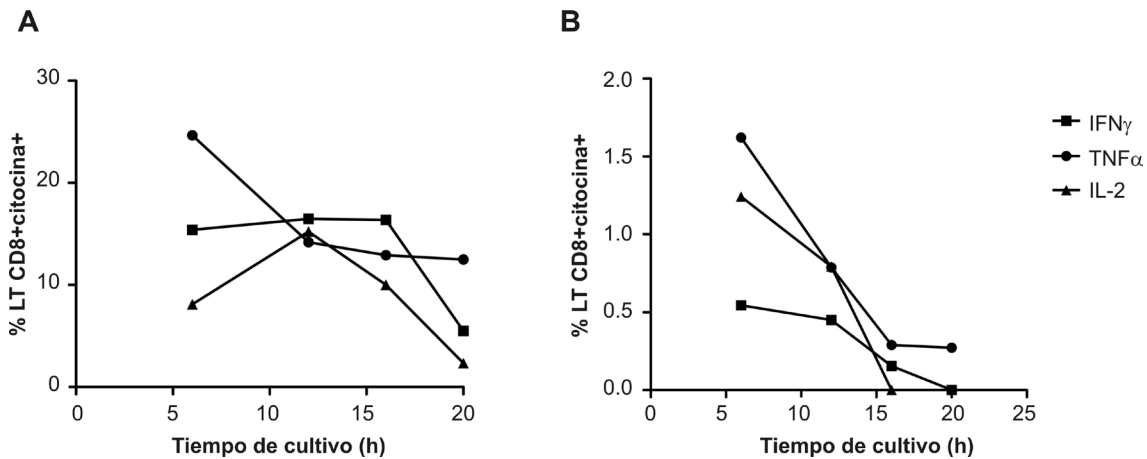 A
% LT CD8+citocina+
30
20
10
0
0
5
10
15
20
Tiempo de cultivo (h)
B
% LT CD8+citocina+
2.0
1.5
1.0
0.5
0.0
0
5
10
15
20
25
Tiempo de cultivo (h)
IFNγ
TNFα
IL-2